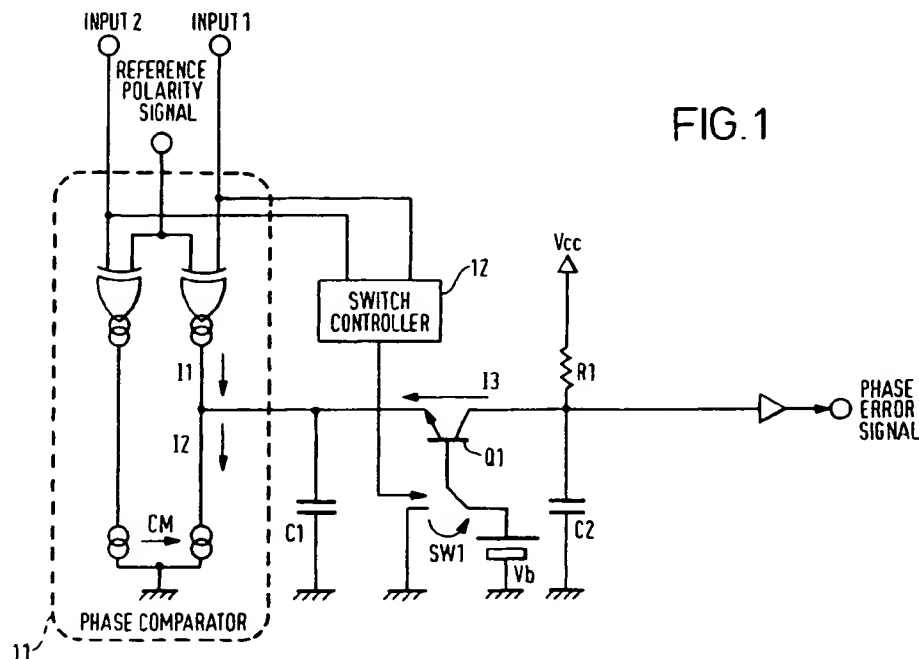 INPUT 2
INPUT 1
REFERENCE
POLARITY
SIGNAL
FIG.1
Vcc
12
SWITCH
CONTROLLER
I1
I3
R1
PHASE
ERROR
SIGNAL
I2
Q1
CM
C1
SW1
Vb
C2
PHASE COMPARATOR
11